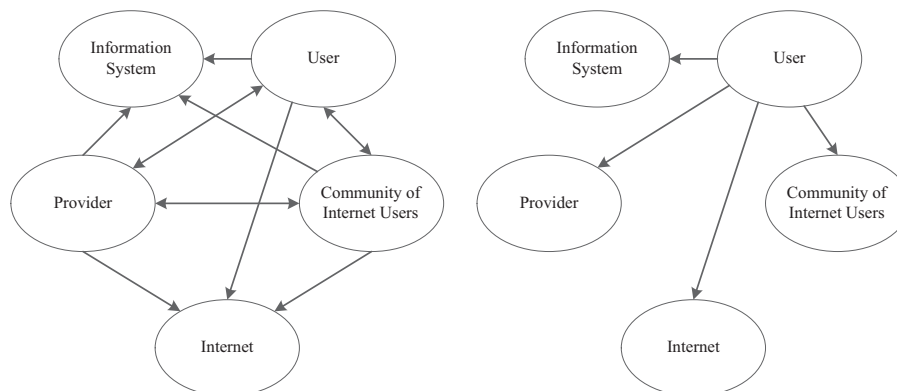 Information
System
User
Provider
Community of
Internet Users
Internet
Information
System
User
Provider
Community of
Internet Users
Internet